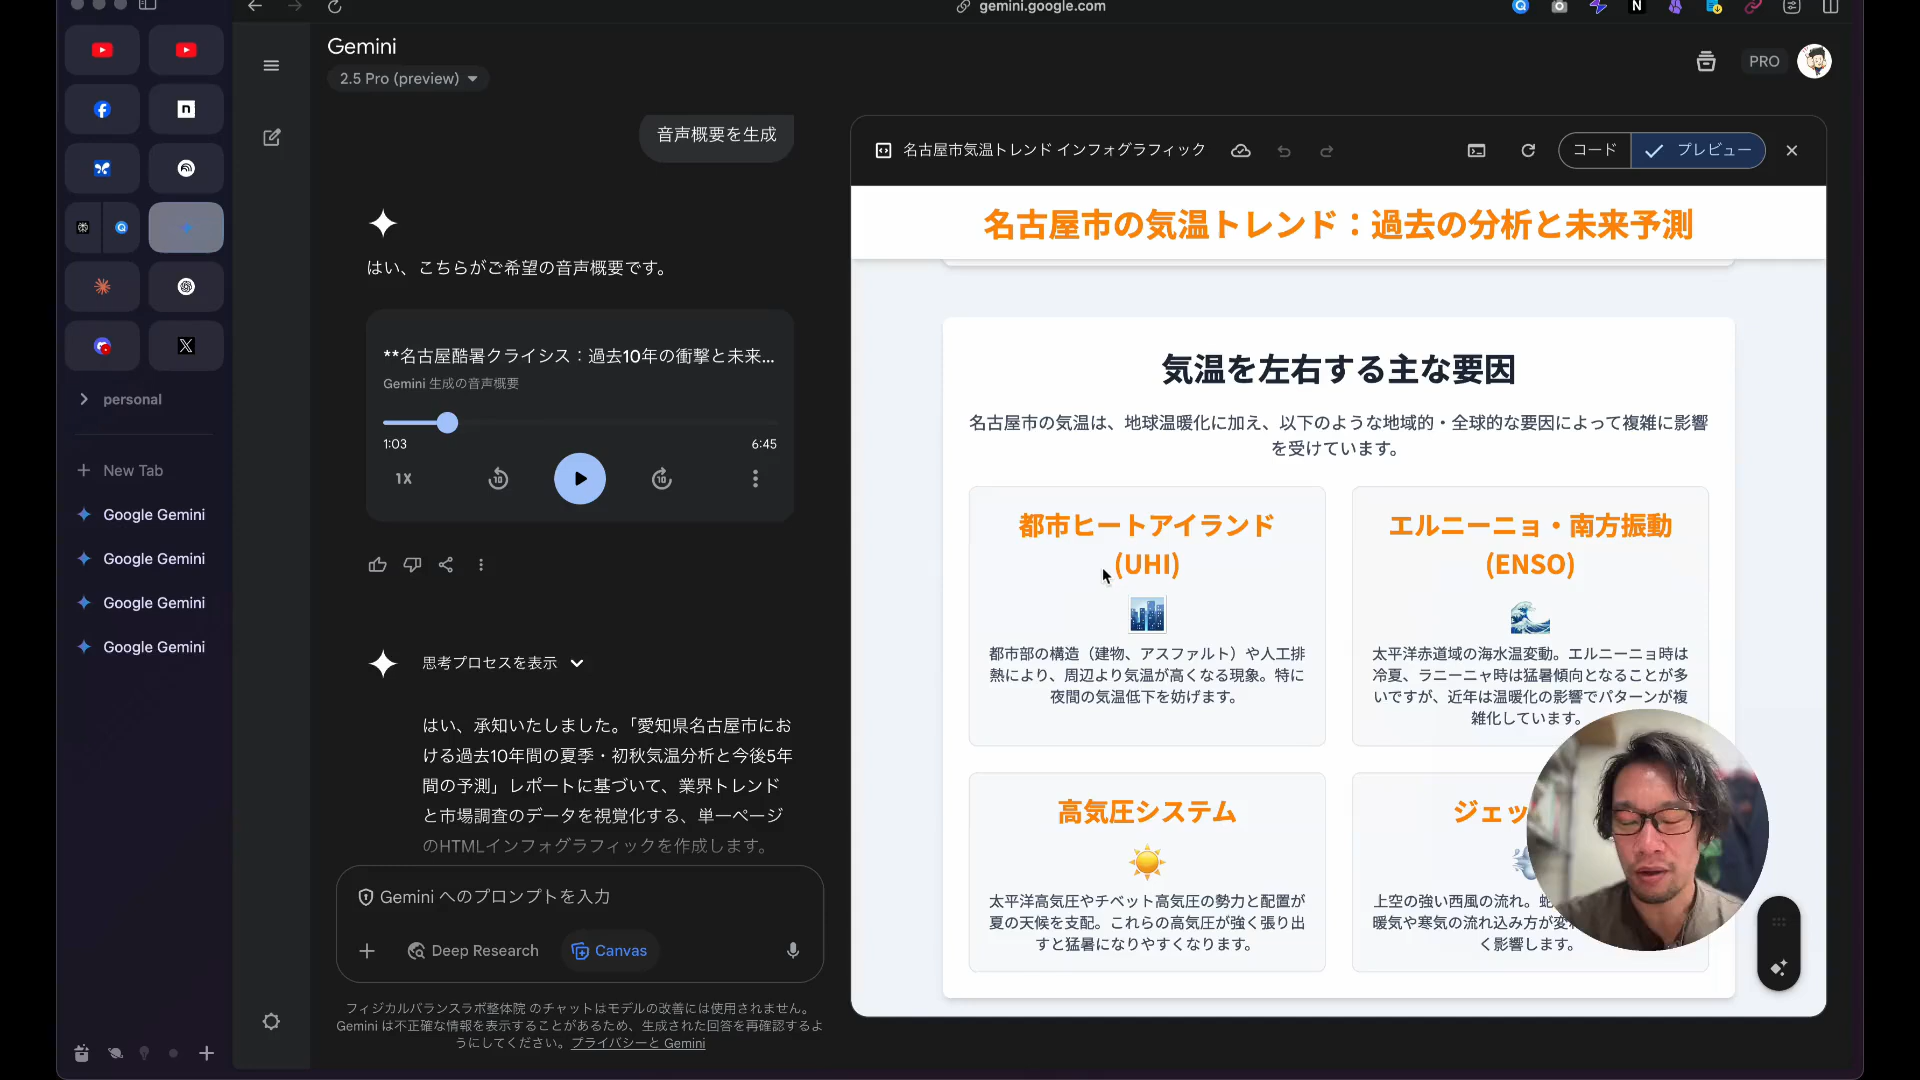 gemini.google.com
Gemini
2.5 Pro (preview)
PRO
personal
New Tab
Google Gemini
Google Gemini
Google Gemini
Google Gemini
音声概要を生成
はい、こちらがご希望の音声概要です。
**名古屋酷暑クライシス：過去10年の衝撃と未来...
Gemini 生成の音声概要
1:03
6:45
1X
10
10
思考プロセスを表示
はい、承知いたしました。「愛知県名古屋市にお
ける過去10年間の夏季・初秋気温分析と今後5年
間の予測」レポートに基づいて、業界トレンド
と市場調査のデータを視覚化する、単一ページ
のHTMLインフォグラフィックを作成します。
Gemini へのプロンプトを入力
Deep Research
Canvas
フィジカルバランスラボ整体院 のチャットはモデルの改善には使用されません。
Gemini は不正確な情報を表示することがあるため、生成された回答を再確認するよ
うにしてください。プライバシーと Gemini
名古屋市気温トレンド インフォグラフィック
コード
プレビュー
名古屋市の気温トレンド：過去の分析と未来予測
気温を左右する主な要因
名古屋市の気温は、地球温暖化に加え、以下のような地域的・全球的な要因によって複雑に影響
を受けています。
都市ヒートアイランド
(UHI)
都市部の構造（建物、アスファルト）や人工排
熱により、周辺より気温が高くなる現象。特に
夜間の気温低下を妨げます。
エルニーニョ・南方振動
(ENSO)
太平洋赤道域の海水温変動。エルニーニョ時は
冷夏、ラニーニャ時は猛暑傾向となることが多
いですが、近年は温暖化の影響でパターンが複
雑化しています。
高気圧システム
太平洋高気圧やチベット高気圧の勢力と配置が
夏の天候を支配。これらの高気圧が強く張り出
すと猛暑になりやすくなります。
ジェッ
上空の強い西風の流れ。
暖気や寒気の流れ込み方が変
く影響します。